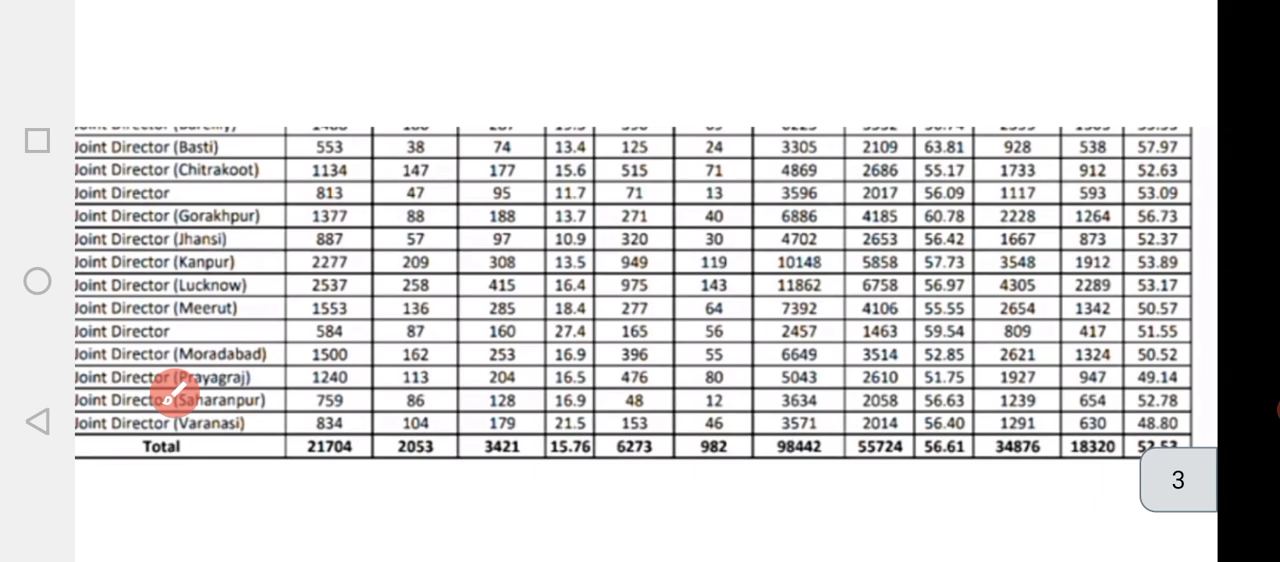 Joint Director (Basti) 553 38 74 13.4 125 24 3305 2109 63.81 928 538 57.97
Joint Director (Chitrakoot) 1134 147 177 15.6 515 71 4869 2686 55.17 1733 912 52.63
Joint Director 813 47 95 11.7 71 13 3596 2017 56.09 1117 593 53.09
Joint Director (Gorakhpur) 1377 88 188 13.7 271 40 6886 4185 60.78 2228 1264 56.73
Joint Director (Jhansi) 887 57 97 10.9 320 30 4702 2653 56.42 1667 873 52.37
Joint Director (Kanpur) 2277 209 308 13.5 949 119 10148 5858 57.73 3548 1912 53.89
Joint Director (Lucknow) 2537 258 415 16.4 975 143 11862 6758 56.97 4305 2289 53.17
Joint Director (Meerut) 1553 136 285 18.4 277 64 7392 4106 55.55 2654 1342 50.57
Joint Director 584 87 160 27.4 165 56 2457 1463 59.54 809 417 51.55
Joint Director (Moradabad) 1500 162 253 16.9 396 55 6649 3514 52.85 2621 1324 50.52
Joint Director (Prayagraj) 1240 113 204 16.5 476 80 5043 2610 51.75 1927 947 49.14
Joint Director (Saharanpur) 759 86 128 16.9 48 12 3634 2058 56.63 1239 654 52.78
Joint Director (Varanasi) 834 104 179 21.5 153 46 3571 2014 56.40 1291 630 48.80
Total 21704 2053 3421 15.76 6273 982 98442 55724 56.61 34876 18320
3